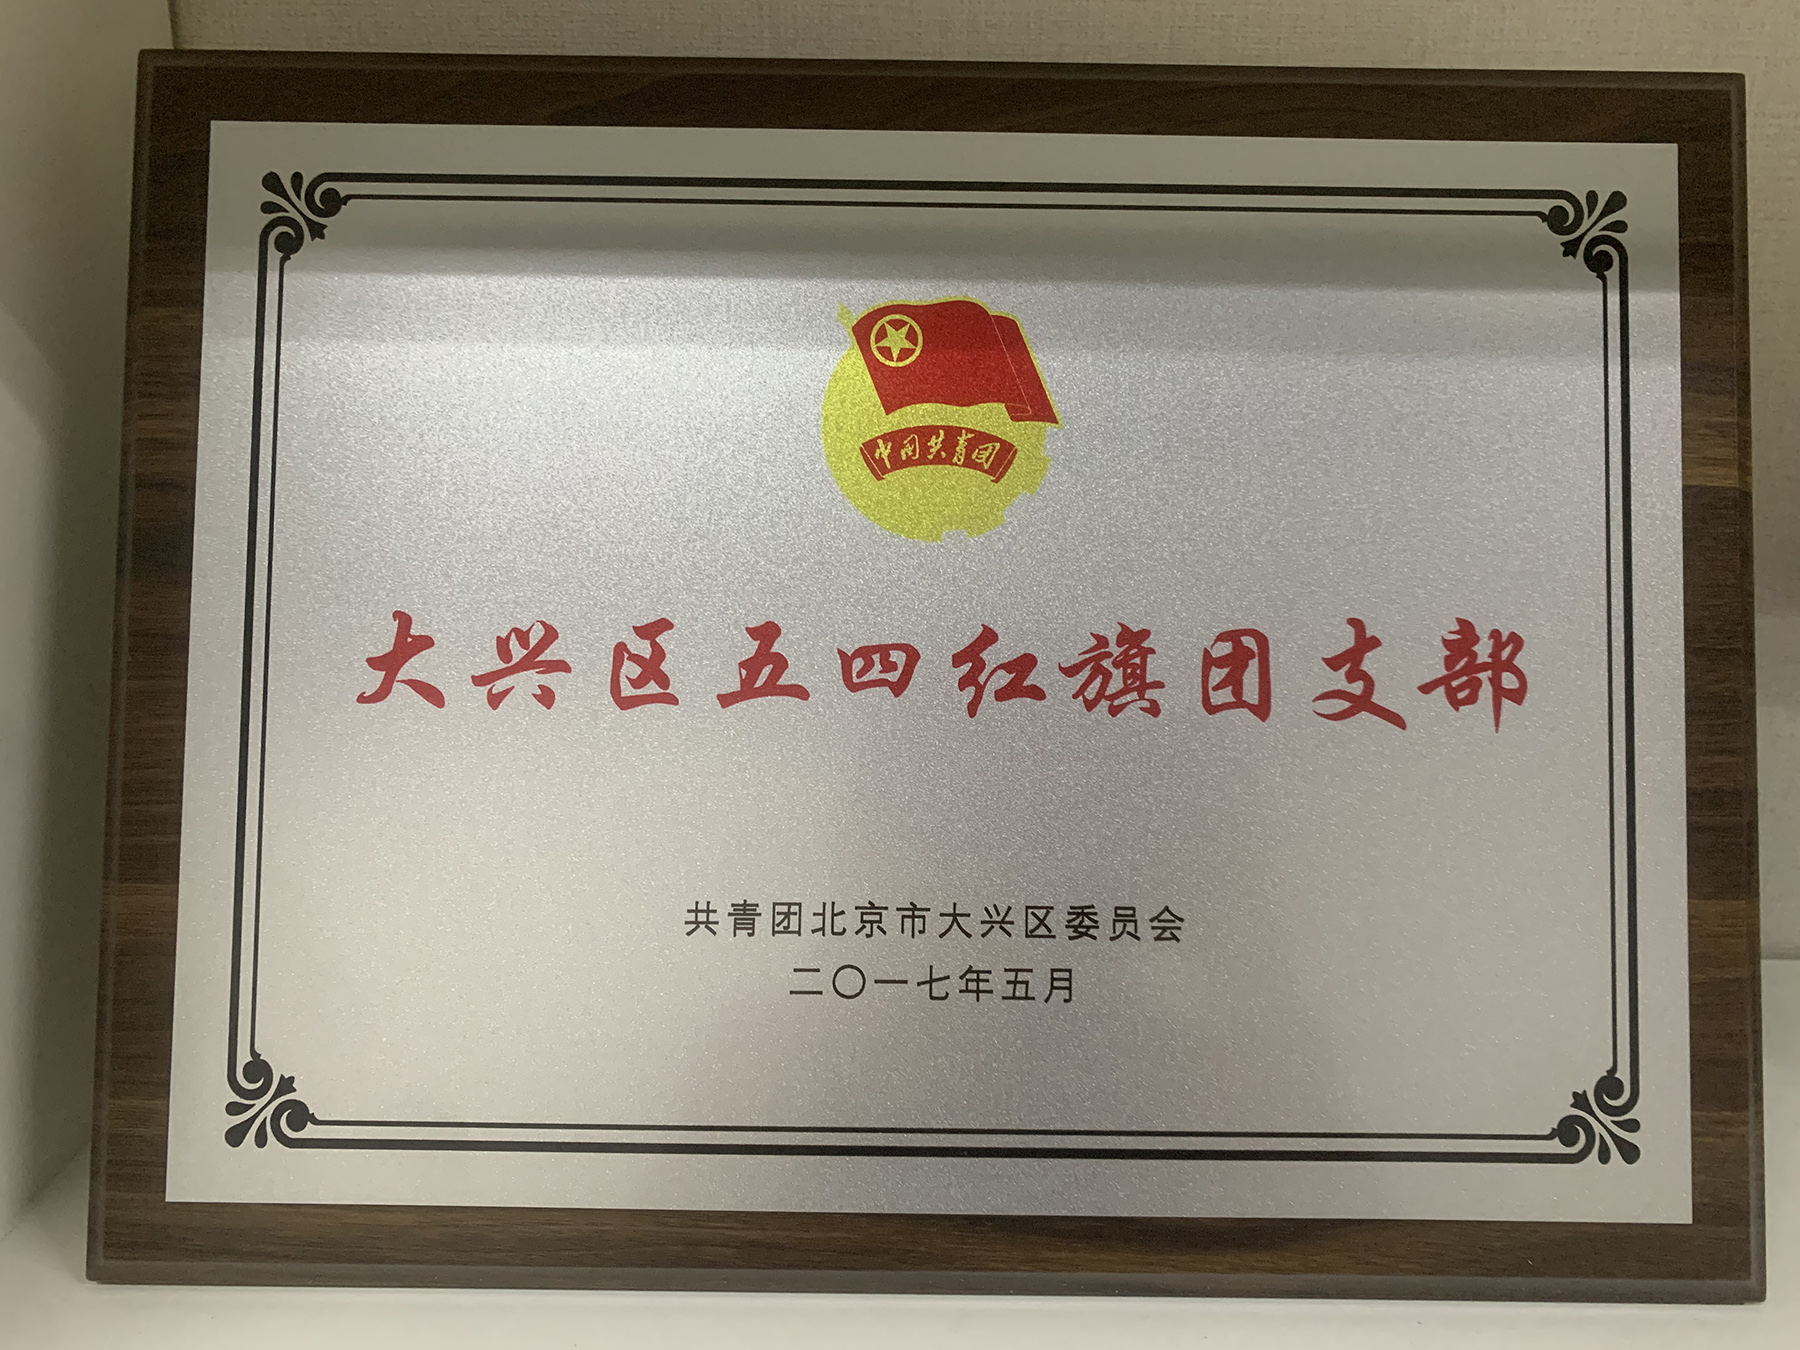 中国共青团
大兴区五四红旗团支部
共青团北京市大兴区委员会
二〇一七年五月